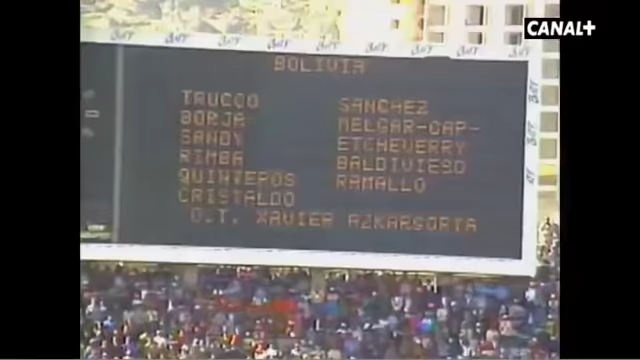 CANAL+
BOLIVIA
TRUCCO SANCHEZ
BORJA MELGAR-CAP-
SANDY ETCHEVERRY
RIMBA BALDIVIESO
QUINTEROS RAMALLO
CRISTALDO
D.T. XAVIER AZKARGORTA